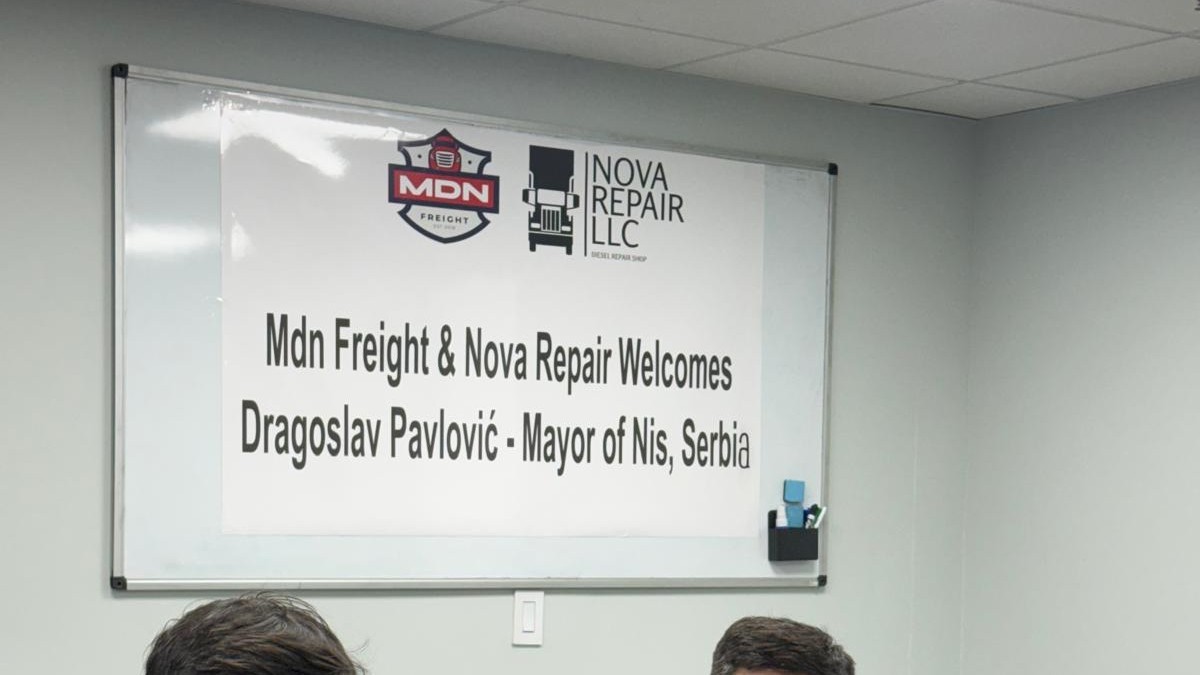 MDN
FREIGHT
NOVA
REPAIR
LLC
DIESEL REPAIR SHOP
Mdn Freight & Nova Repair Welcomes
Dragoslav Pavlović - Mayor of Nis, Serbia